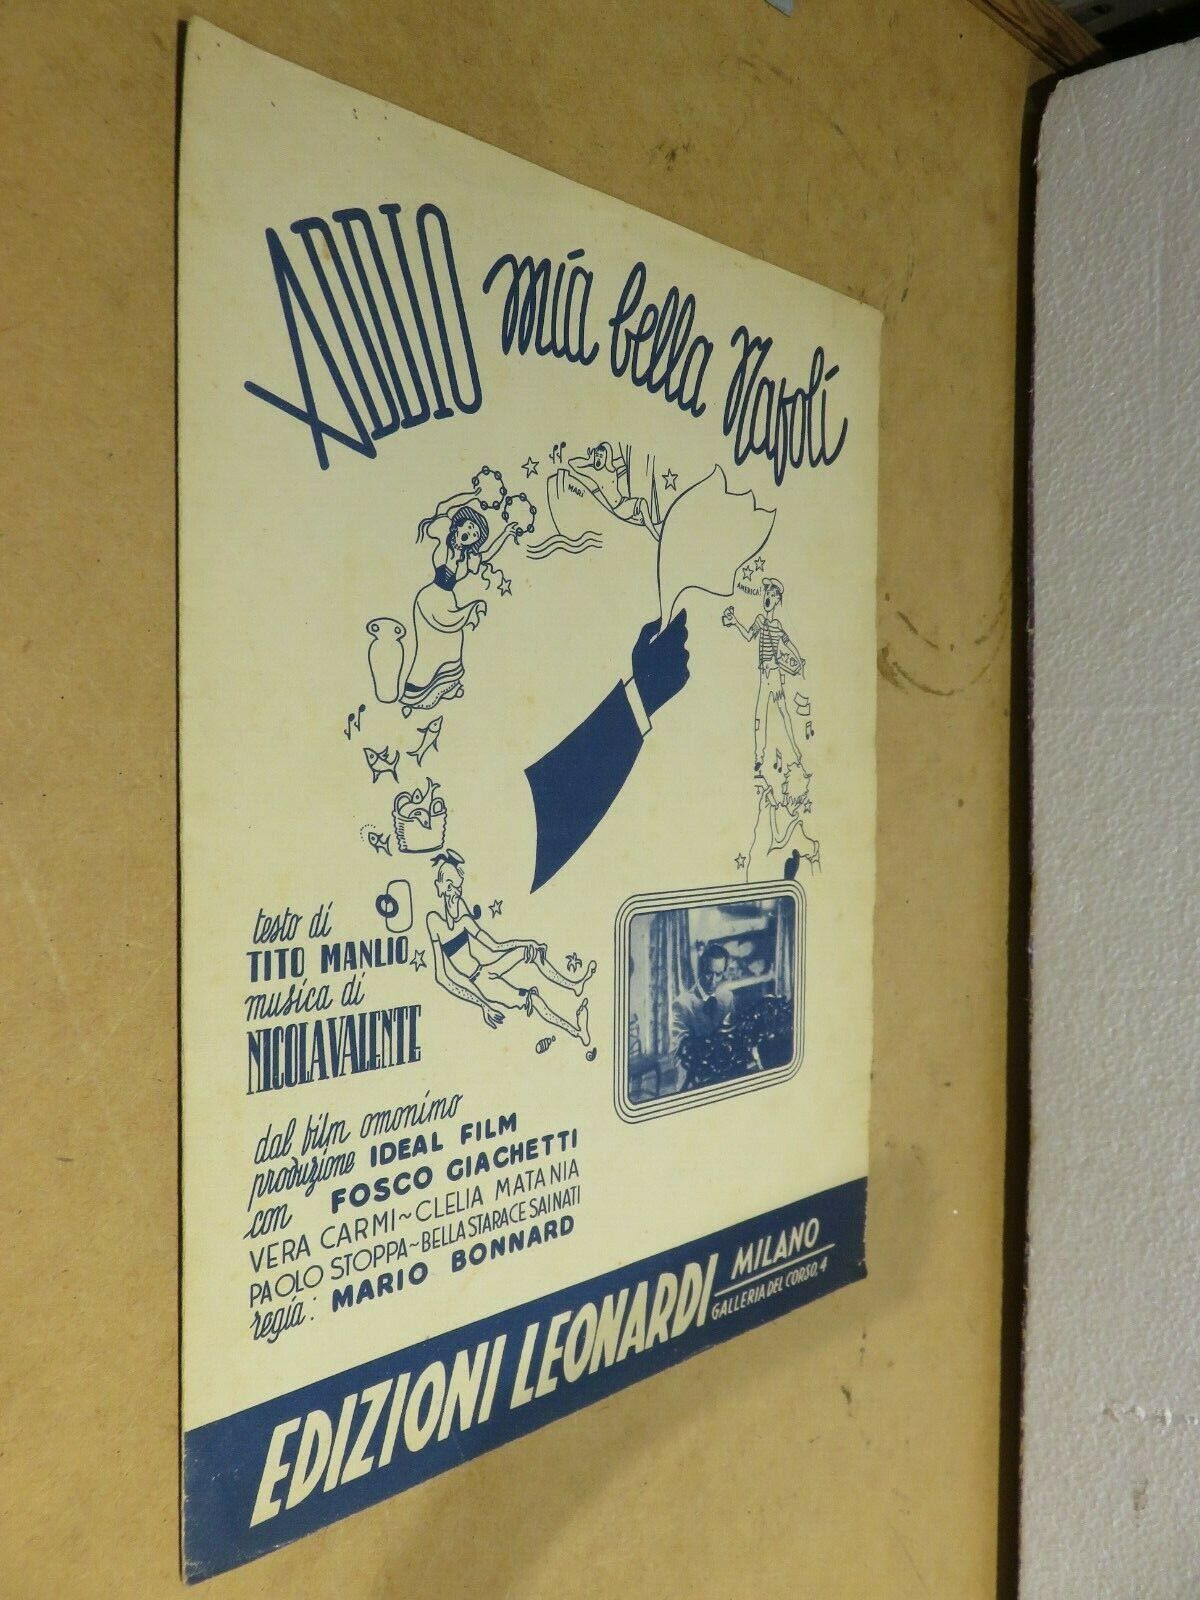 ADDIO mia bella Napoli
MARÌ
AMERICA!
testo di
TITO MANLIO
musica di
NICOLA VALENTE
dal film omonimo
produzione IDEAL FILM
con FOSCO GIACHETTI
VERA CARMI~CLELIA MATANIA
PAOLO STOPPA~BELLA STARACE SAINATI
regia: MARIO BONNARD
EDIZIONI LEONARDI MILANO
GALLERIA DEL CORSO, 4